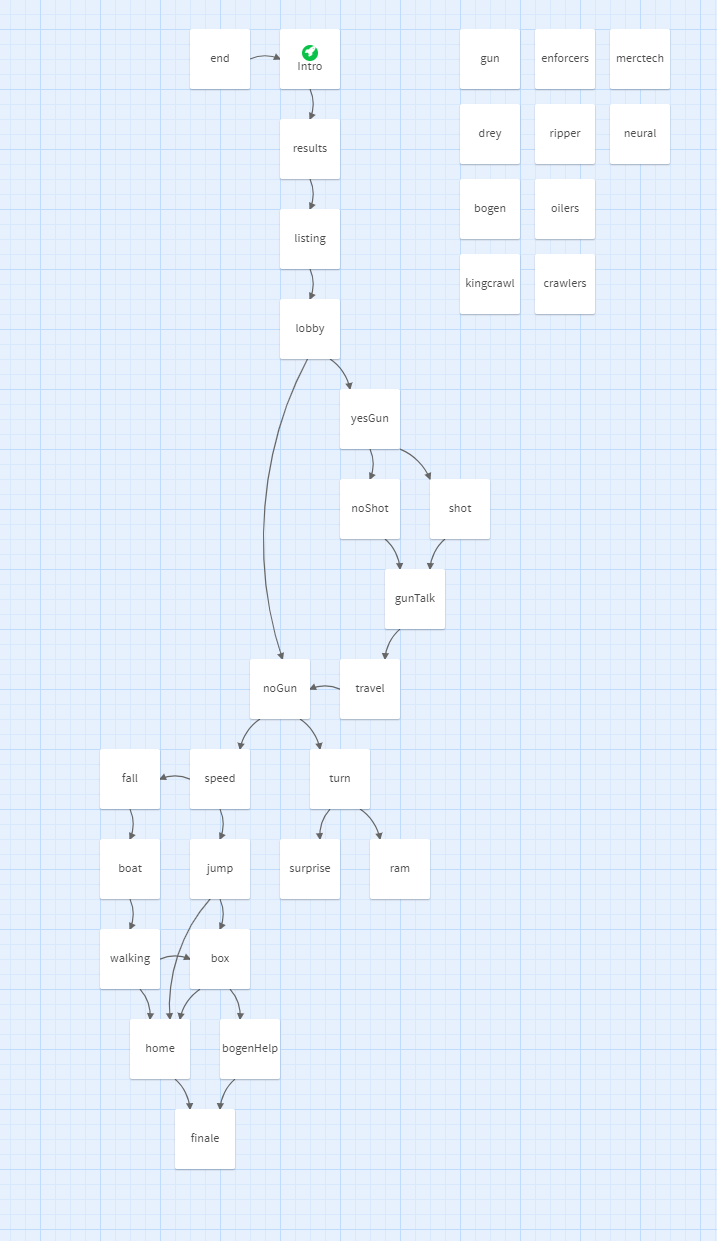 end
Intro
gun
enforcers
merctech
results
drey
ripper
neural
listing
bogen
oilers
kingcrawl
crawlers
lobby
yesGun
noShot
shot
gunTalk
noGun
travel
fall
speed
turn
boat
jump
surprise
ram
walking
box
home
bogenHelp
finale